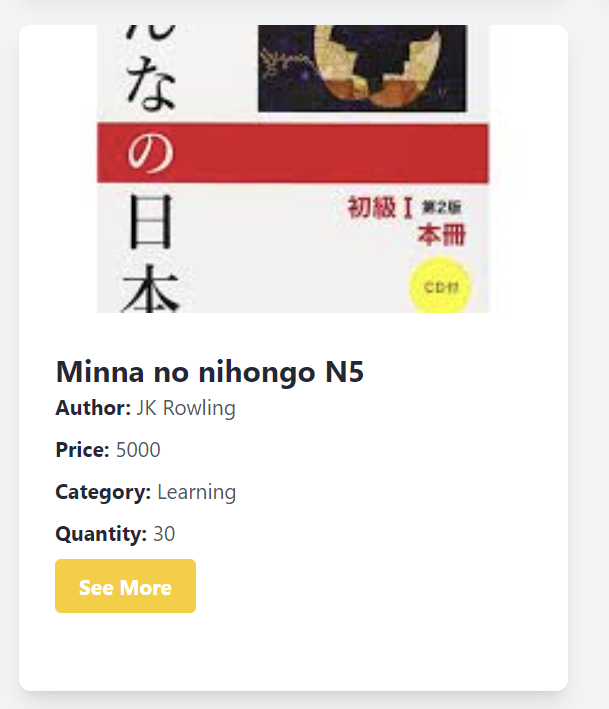 んなの日本
初級 I 第2版
本冊
CD付
Minna no nihongo N5
Author: JK Rowling
Price: 5000
Category: Learning
Quantity: 30
See More